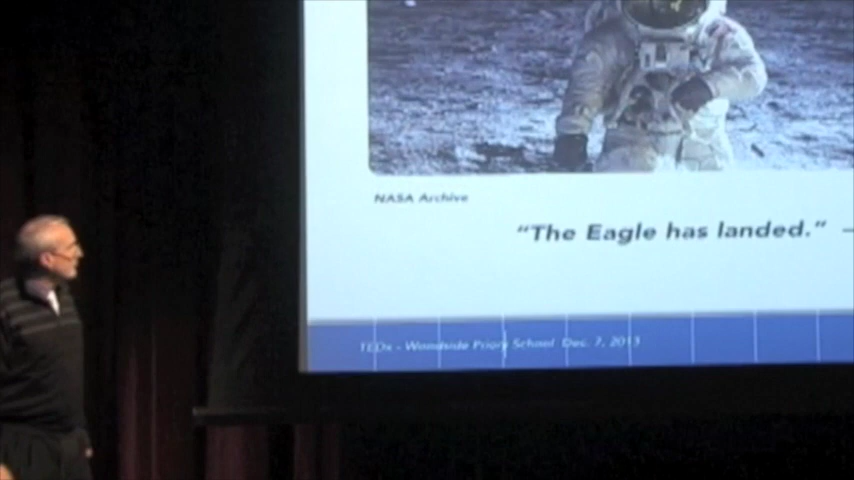 NASA Archive
"The Eagle has landed." –
TEDx - Woodside Priory School Dec. 7, 2013